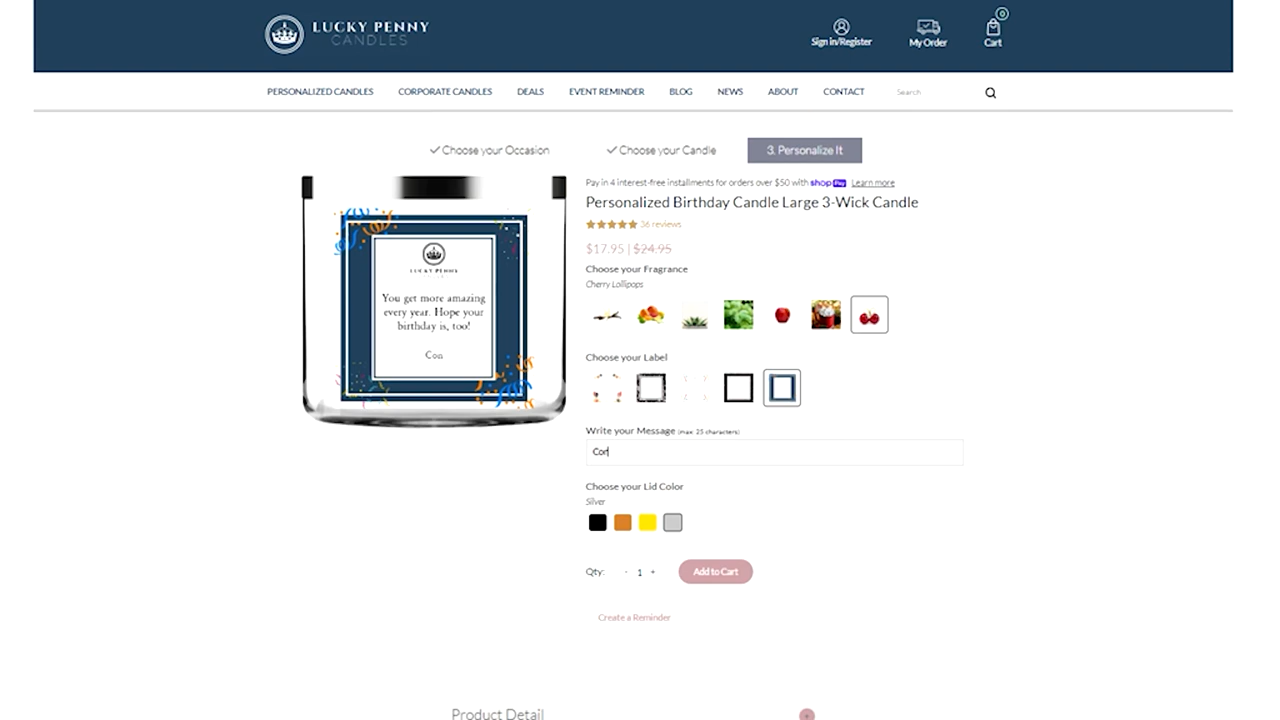 LUCKY PENNY
CANDLES
Sign in/Register
My Order
0
Cart
PERSONALIZED CANDLES
CORPORATE CANDLES
DEALS
EVENT REMINDER
BLOG
NEWS
ABOUT
CONTACT
Search
Choose your Occasion
Choose your Candle
3. Personalize It
Pay in 4 interest-free installments for orders over $50 with shop Pay Learn more
Personalized Birthday Candle Large 3-Wick Candle
36 reviews
$17.95 | $24.95
Choose your Fragrance
Cherry Lollipops
LUCKY PENNY
You get more amazing
every year. Hope your
birthday is, too!
Con
Choose your Label
Write your Message (max. 25 characters)
Con
Choose your Lid Color
Silver
Qty: - 1 +
Add to Cart
Create a Reminder
Product Detail
+